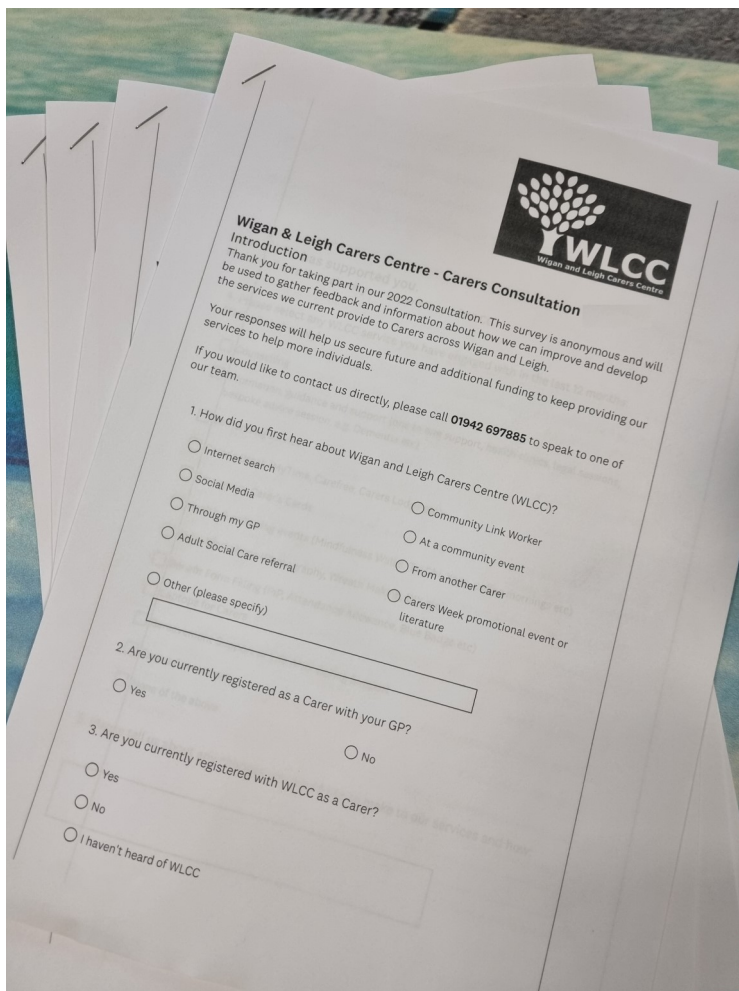 WLCC
Wigan and Leigh Carers Centre
Wigan & Leigh Carers Centre - Carers Consultation
Introduction
Thank you for taking part in our 2022 Consultation. This survey is anonymous and will
be used to gather feedback and information about how we can improve and develop
the services we current provide to Carers across Wigan and Leigh.
Your responses will help us secure future and additional funding to keep providing our
services to help more individuals.
If you would like to contact us directly, please call 01942 697885 to speak to one of
our team.
1. How did you first hear about Wigan and Leigh Carers Centre (WLCC)?
Internet search
Social Media
Through my GP
Adult Social Care referral
Other (please specify)
Community Link Worker
At a community event
From another Carer
Carers Week promotional event or
literature
2. Are you currently registered as a Carer with your GP?
Yes
No
3. Are you currently registered with WLCC as a Carer?
Yes
No
I haven't heard of WLCC